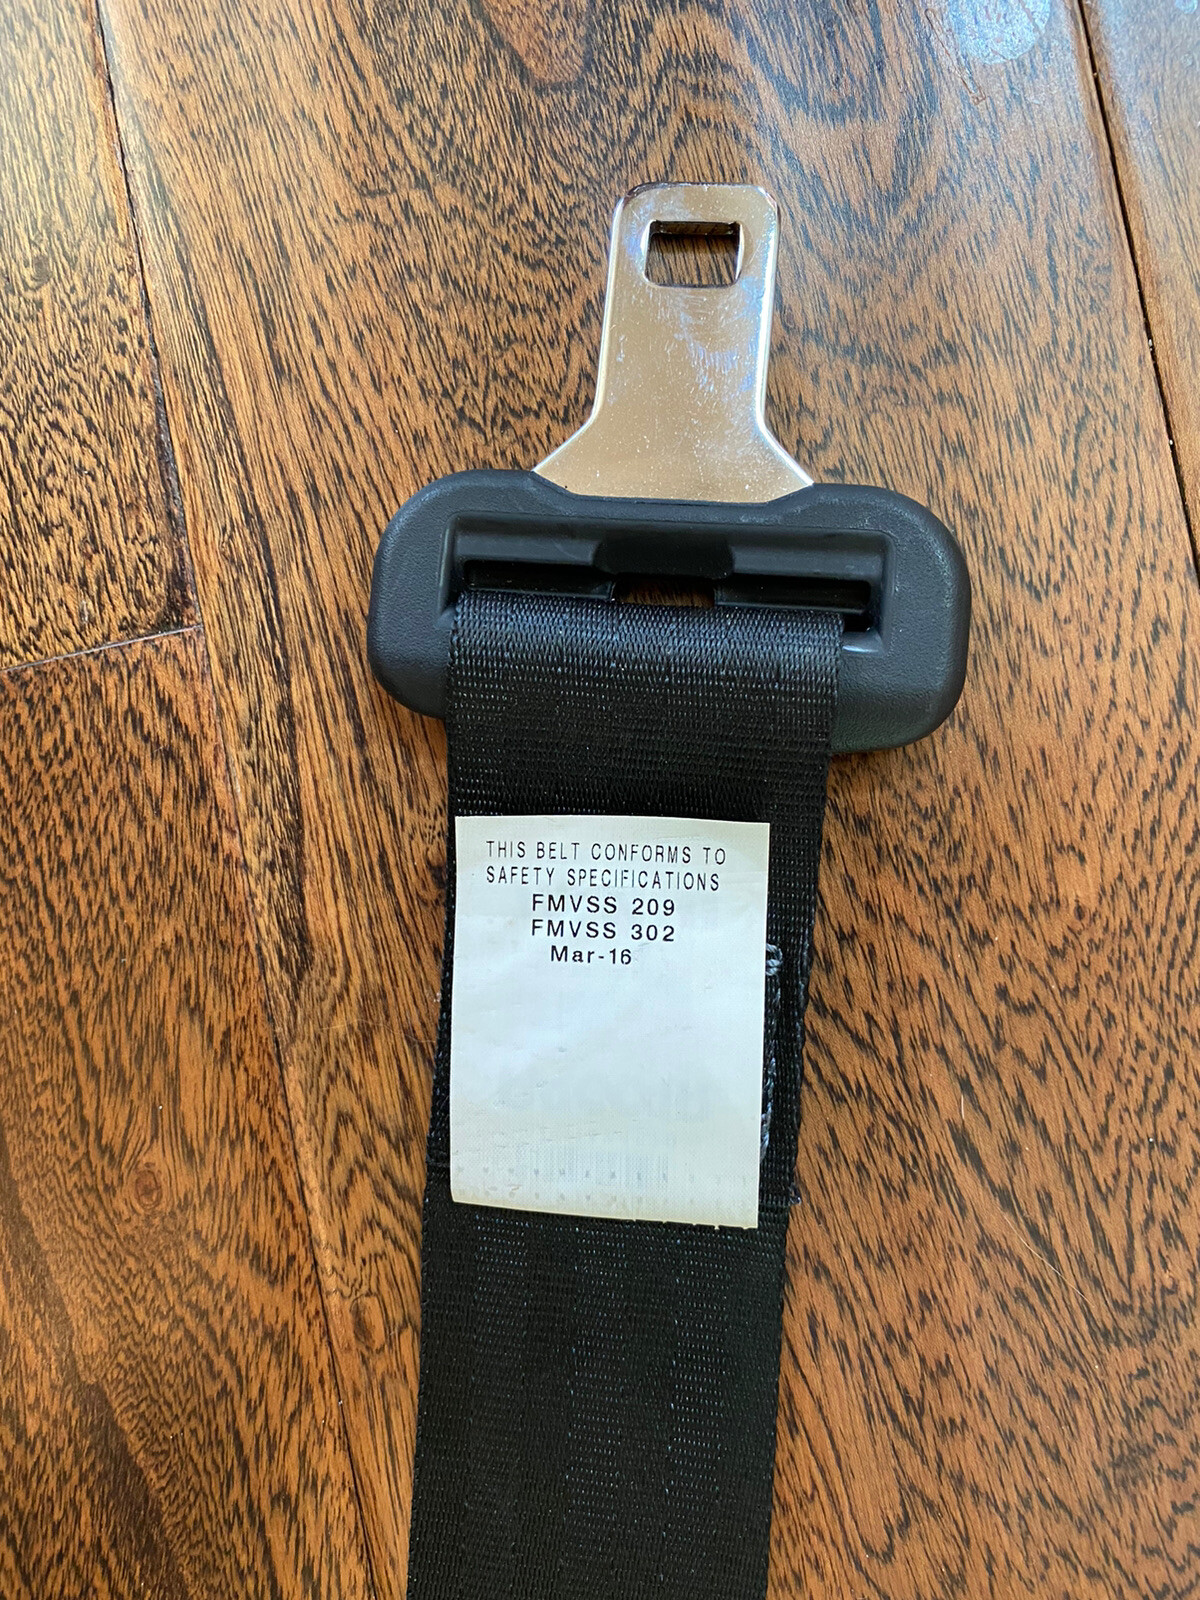 THIS BELT CONFORMS TO
SAFETY SPECIFICATIONS
FMVSS 209
FMVSS 302
Mar-16